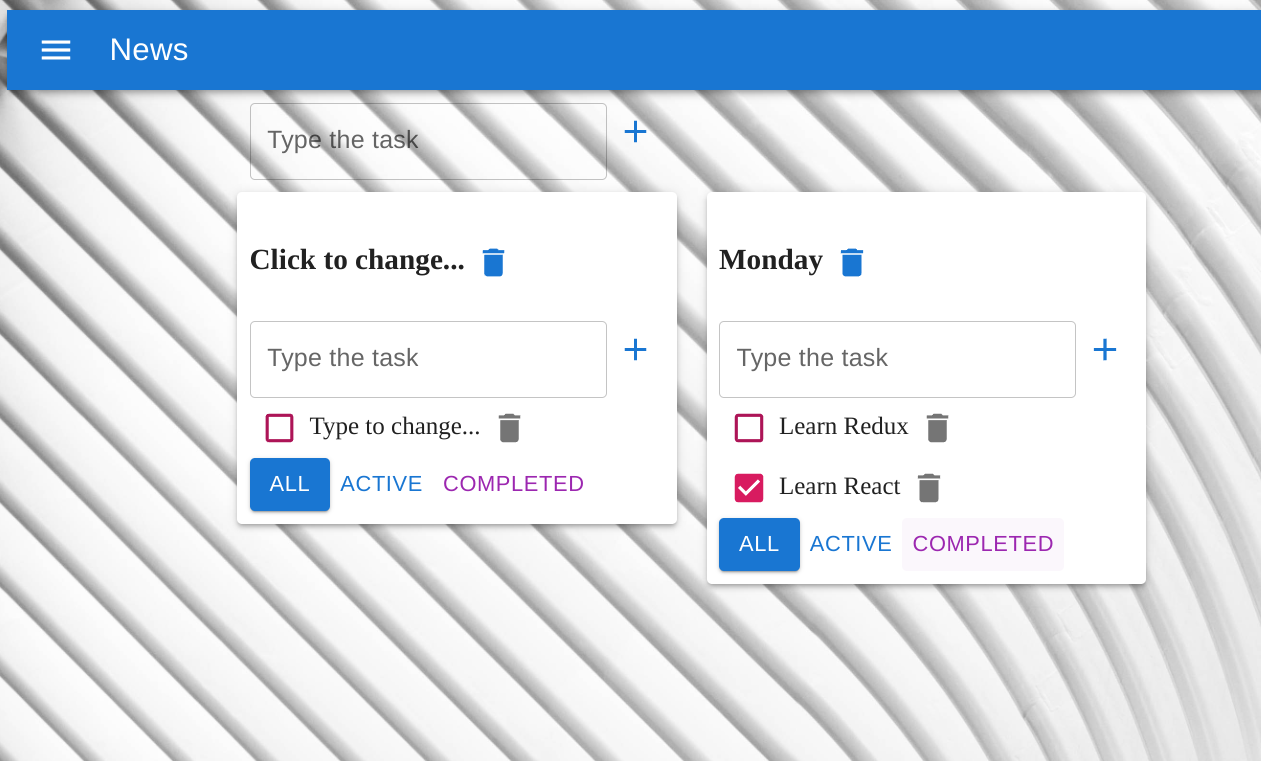 News
Type the task
Click to change...
Type the task
Type to change...
ALL ACTIVE COMPLETED
Monday
Type the task
Learn Redux
Learn React
ALL ACTIVE COMPLETED